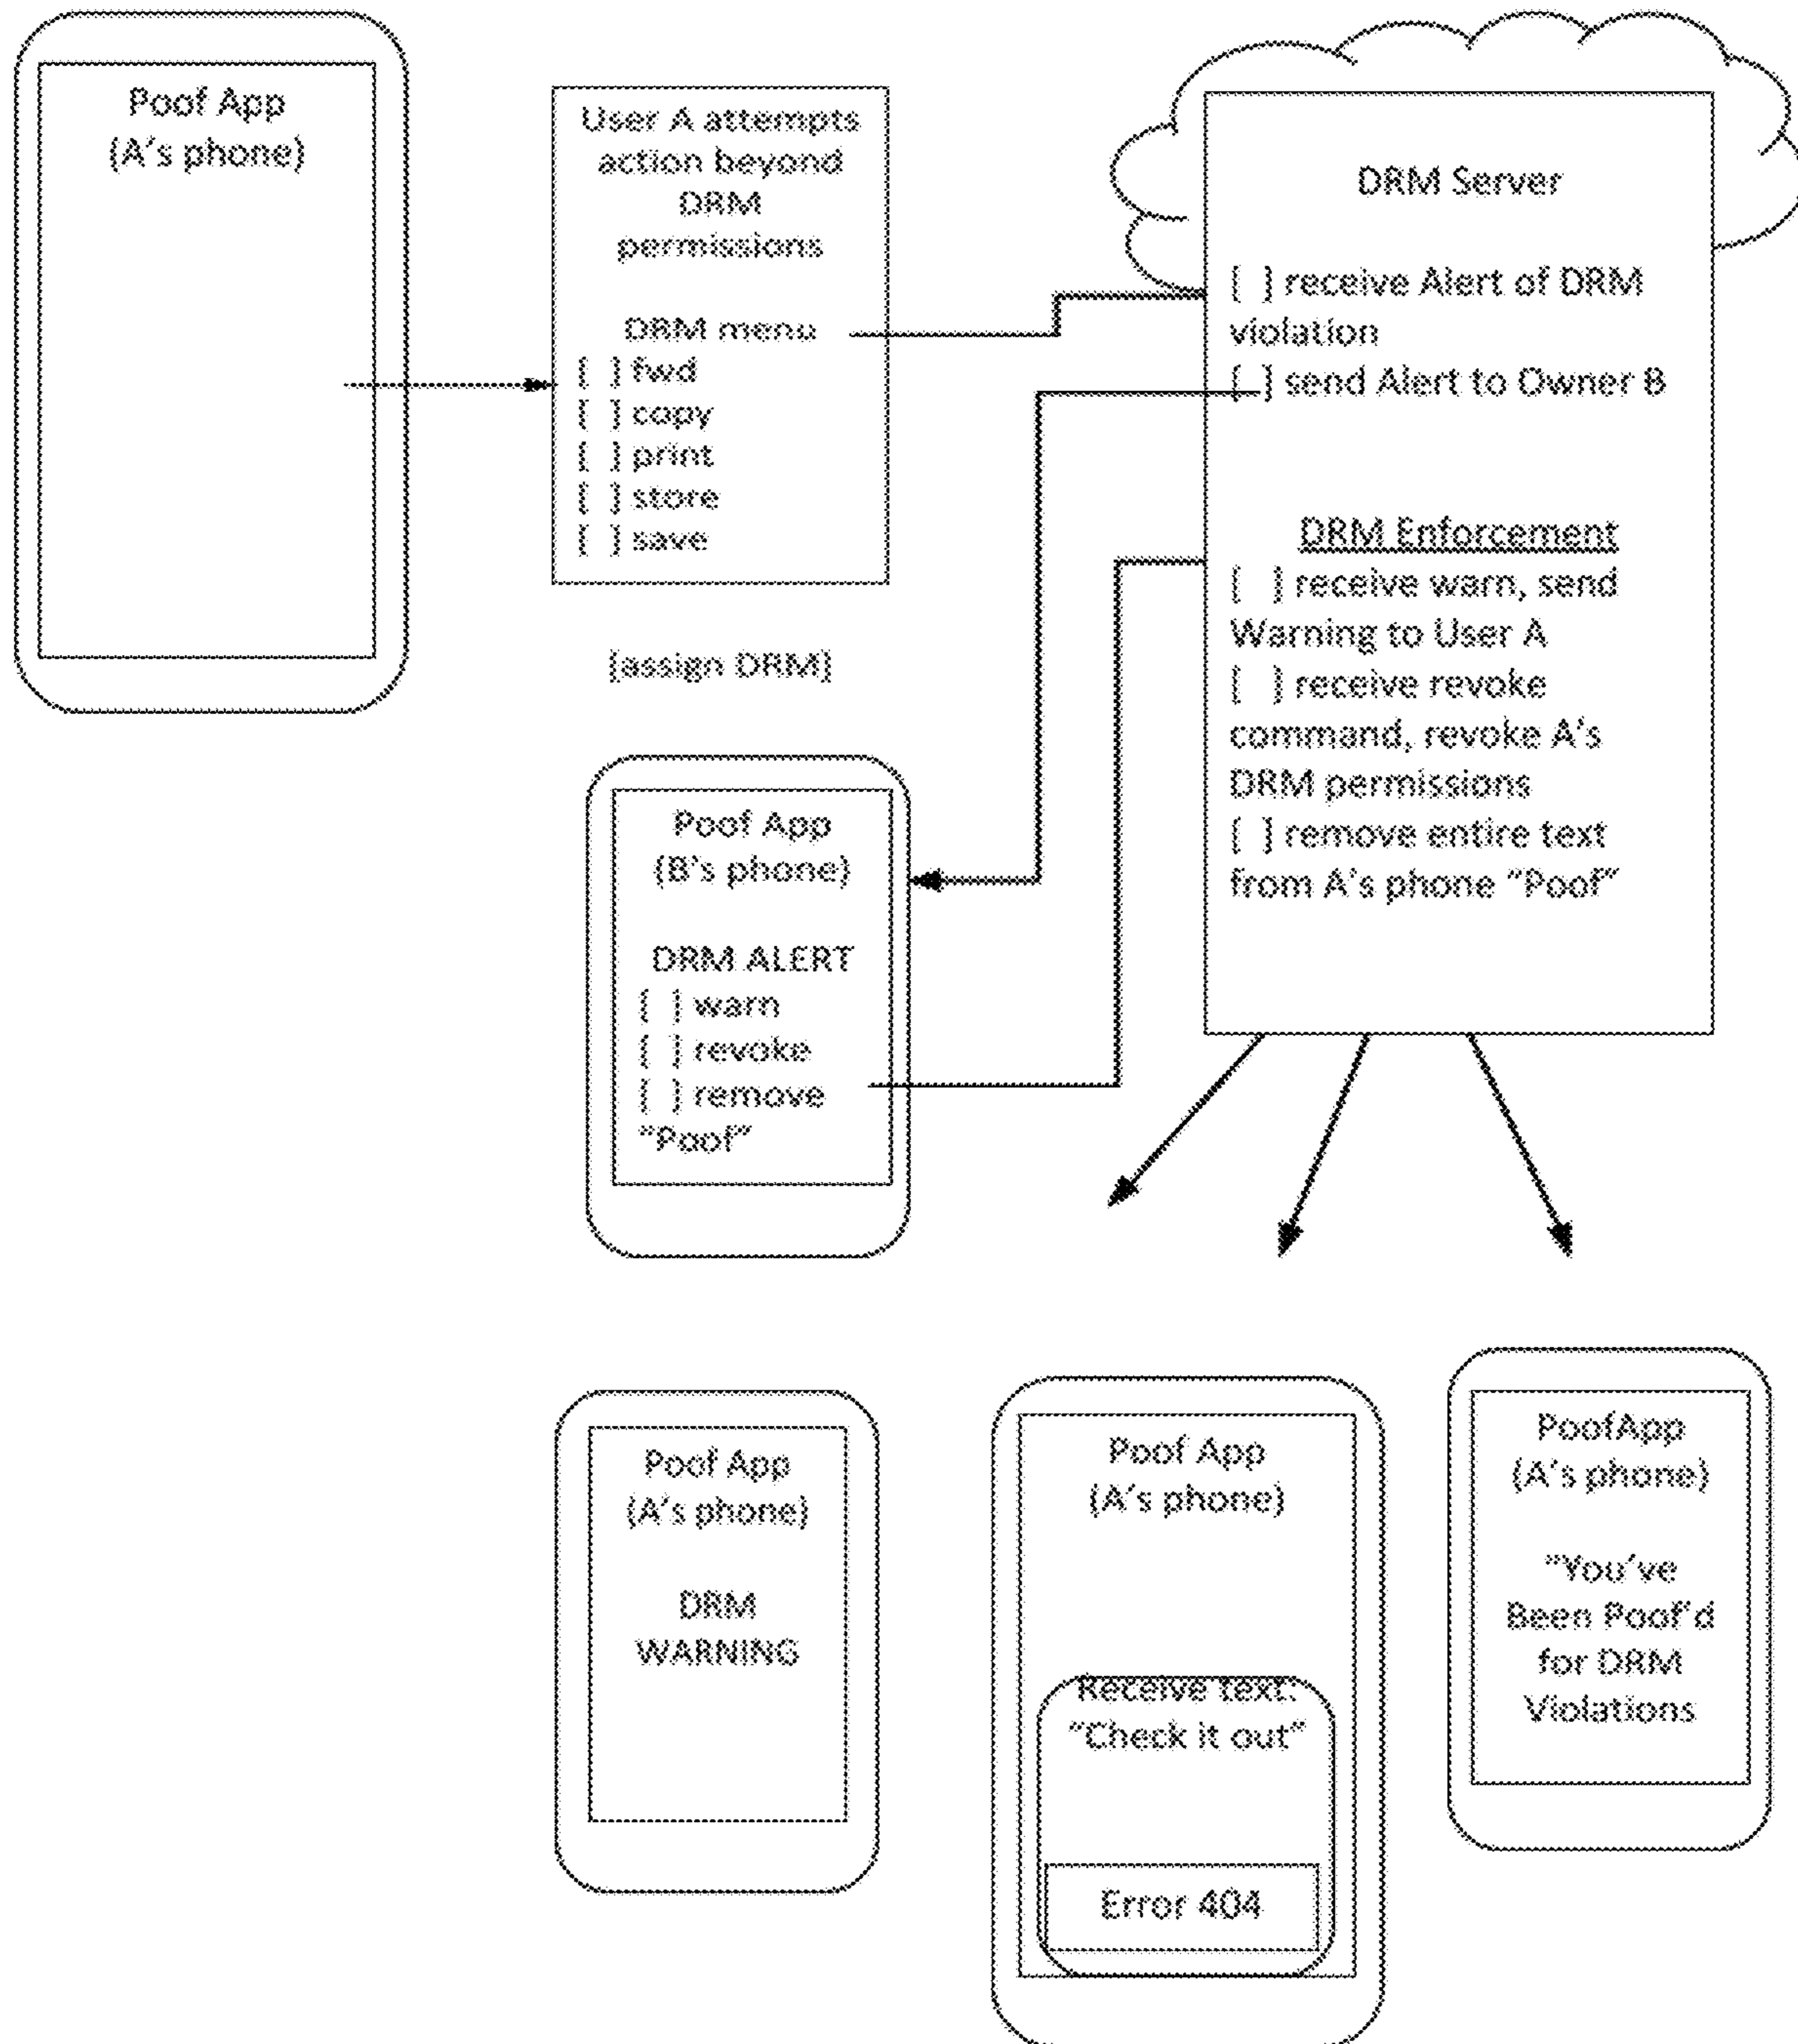 Poof App
(A's phone)
User A attempts
action beyond
DRM
permissions
DRM menu
[ ] fwd
[ ] copy
[ ] print
[ ] store
[ ] save
[assign DRM]
DRM Server
[ ] receive Alert of DRM
violation
[ ] send Alert to Owner B
DRM Enforcement
[ ] receive warn, send
Warning to User A
[ ] receive revoke
command, revoke A's
DRM permissions
[ ] remove entire text
from A's phone "Poof"
Poof App
(B's phone)
DRM ALERT
[ ] warn
[ ] revoke
[ ] remove
"Poof"
Poof App
(A's phone)
DRM
WARNING
Poof App
(A's phone)
Receive text:
"Check it out"
Error 404
PoofApp
(A's phone)
"You've
Been Poof'd
for DRM
Violations